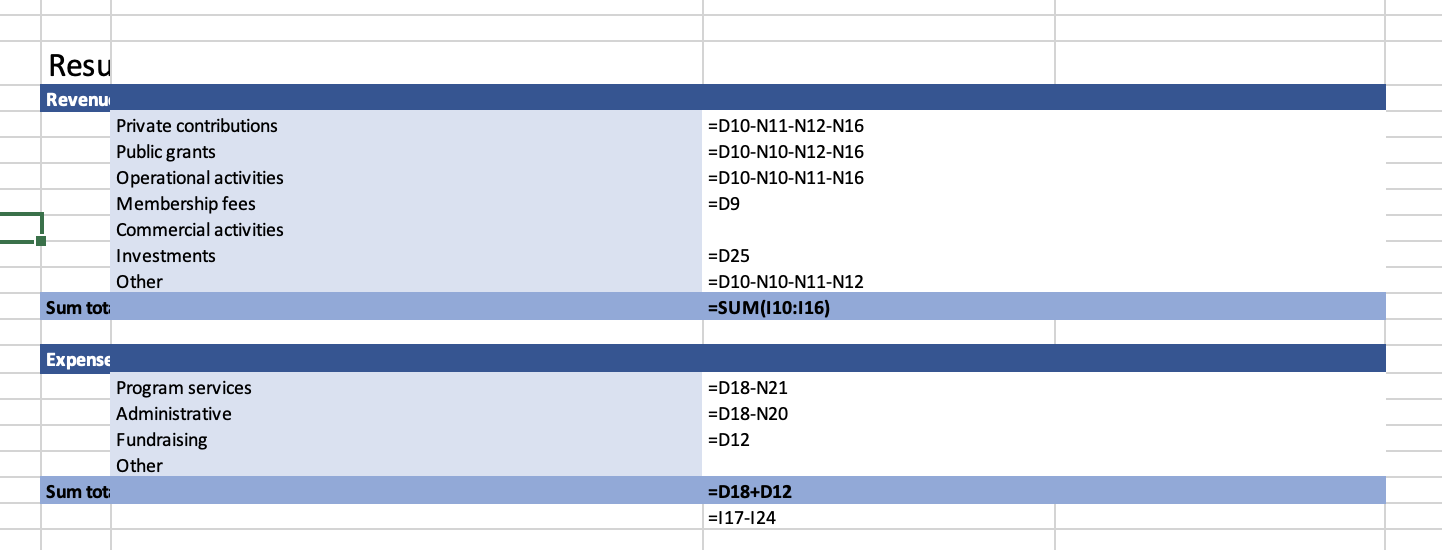 Resu
Revenu
Private contributions =D10-N11-N12-N16
Public grants =D10-N10-N12-N16
Operational activities =D10-N10-N11-N16
Membership fees =D9
Commercial activities
Investments =D25
Other =D10-N10-N11-N12
Sum tota =SUM(I10:I16)
Expense
Program services =D18-N21
Administrative =D18-N20
Fundraising =D12
Other
Sum tota =D18+D12
=I17-I24